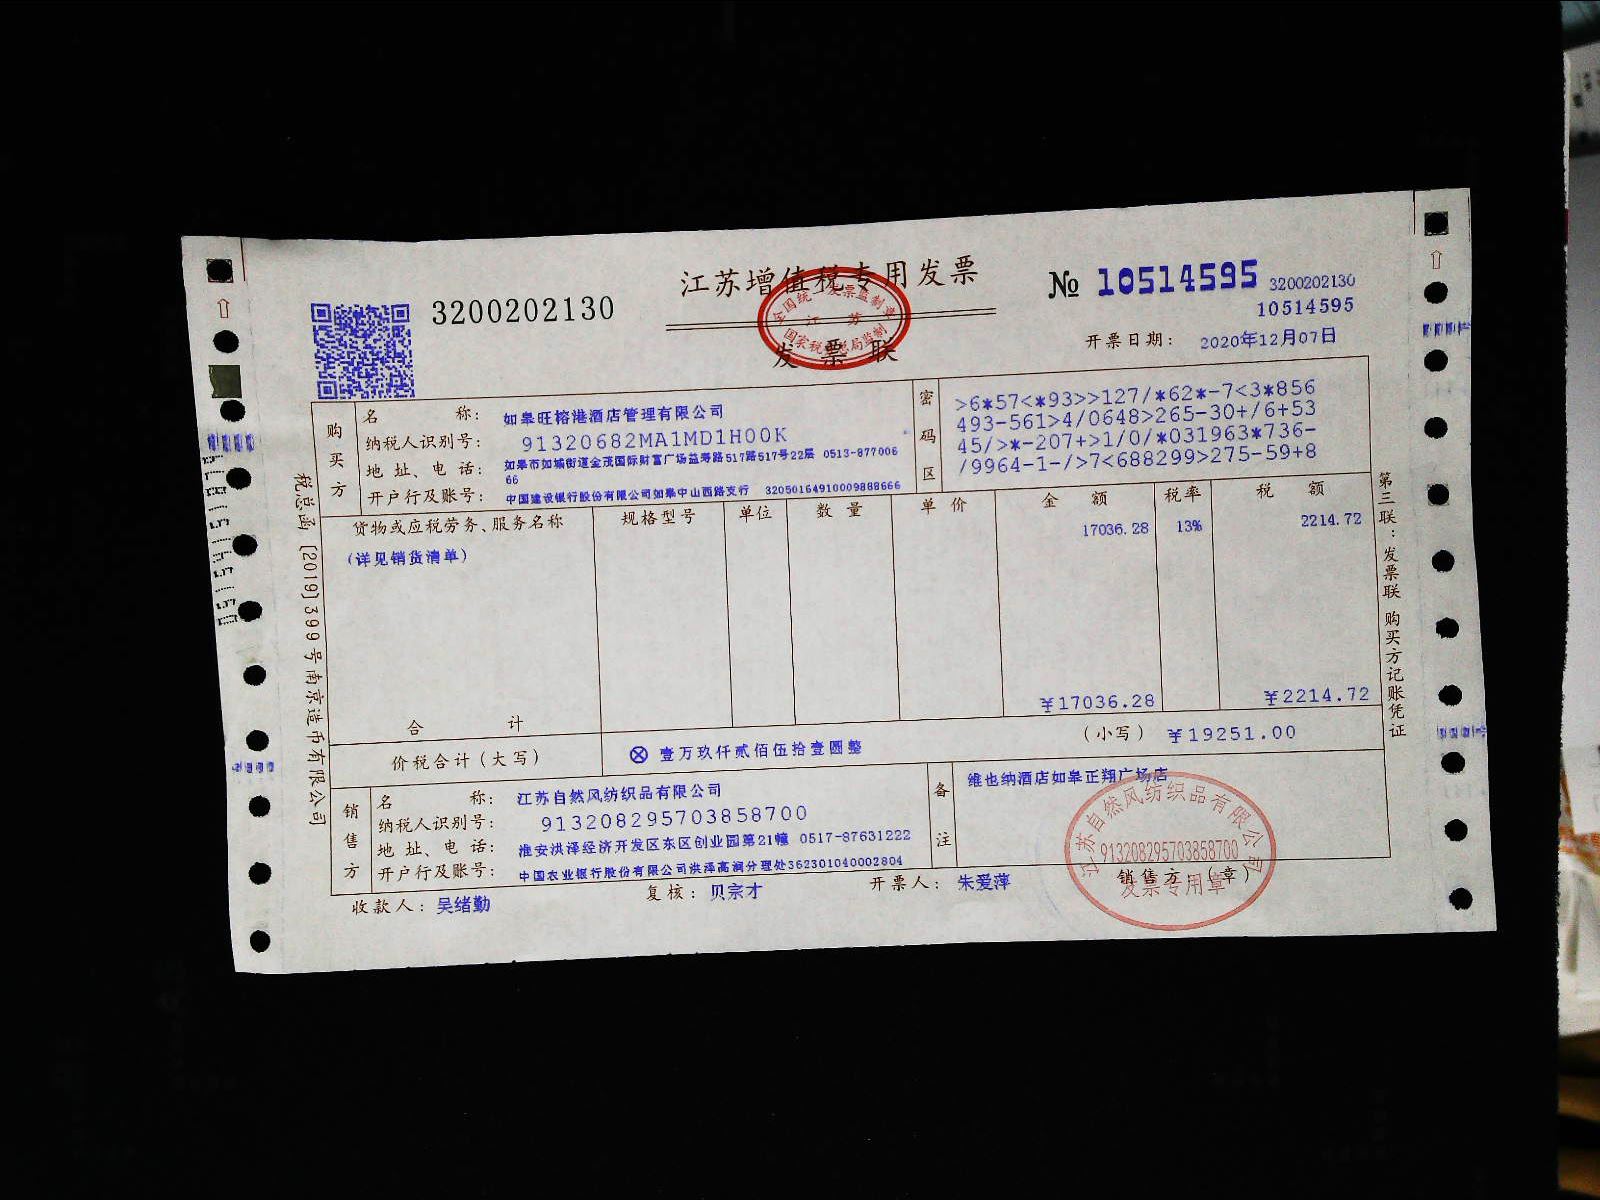 江苏增值税专用发票
发票联
全国统一发票监制章
江苏
国家税务总局监制
3200202130
№ 10514595
3200202130
10514595
开票日期: 2020年12月07日
购买方
名称: 如皋旺榕港酒店管理有限公司
纳税人识别号: 91320682MA1MD1H00K
地址、电话: 如皋市如城街道金茂国际财富广场益寿路517路517号22层 0513-877006
66
开户行及账号: 中国建设银行股份有限公司如皋中山西路支行 32050164910009888666
密码区
>6*57<*93>>127/*62*-7<3*856
493-561>4/0648>265-30+/6+53
45/>*-207+>1/0/*031963*736-
/9964-1-/>7<688299>275-59+8
货物或应税劳务、服务名称 规格型号 单位 数量 单价 金额 税率 税额
(详见销货清单) 17036.28 13% 2214.72
合计 ¥17036.28 ¥2214.72
价税合计(大写) ⊗壹万玖仟贰佰伍拾壹圆整 (小写) ¥19251.00
销售方
名称: 江苏自然风纺织品有限公司
纳税人识别号: 913208295703858700
地址、电话: 淮安洪泽经济开发区东区创业园第21幢 0517-87631222
开户行及账号: 中国农业银行股份有限公司洪泽高涧分理处362301040002804
备注
维也纳酒店如皋正翔广场店
收款人: 吴绪勤 复核: 贝宗才 开票人: 朱爱萍 销售方:(章)
江苏自然风纺织品有限公司
913208295703858700
发票专用章
税总函[2019]399号南京造币有限公司
第三联:发票联 购买方记账凭证